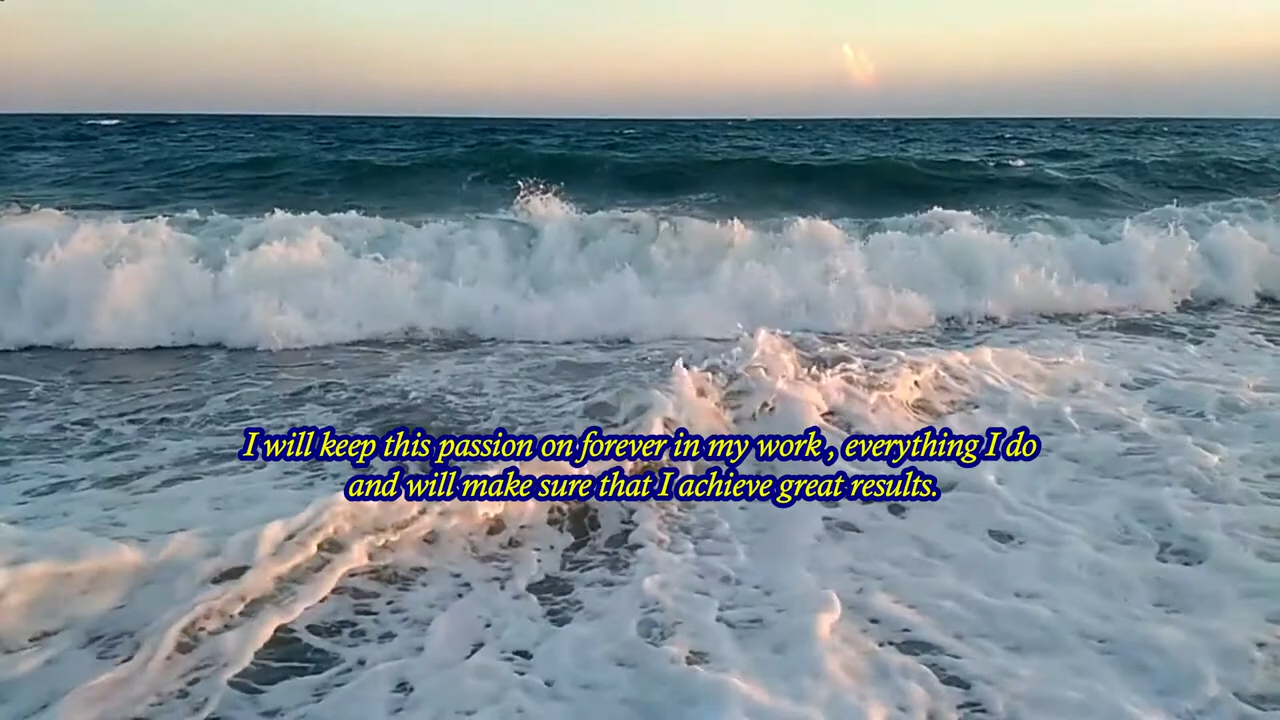 I will keep this passion on forever in my work , everything I do
and will make sure that I achieve great results.